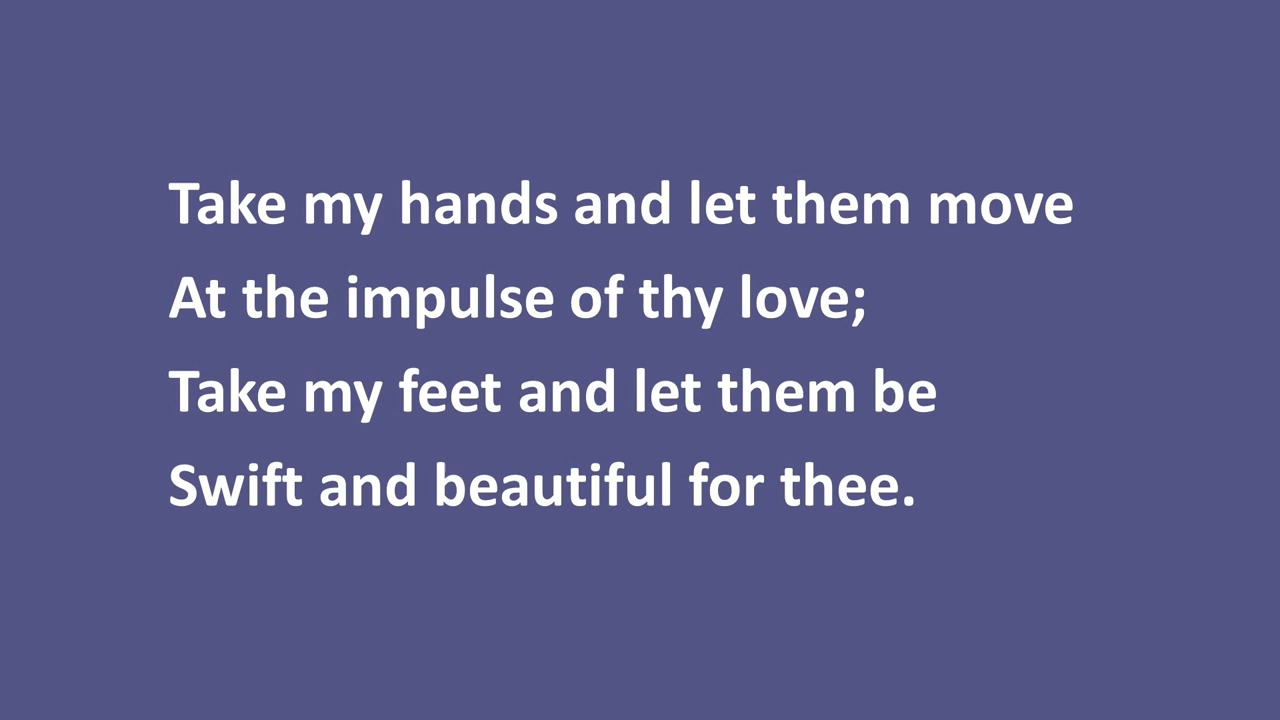 Take my hands and let them move
At the impulse of thy love;
Take my feet and let them be
Swift and beautiful for thee.